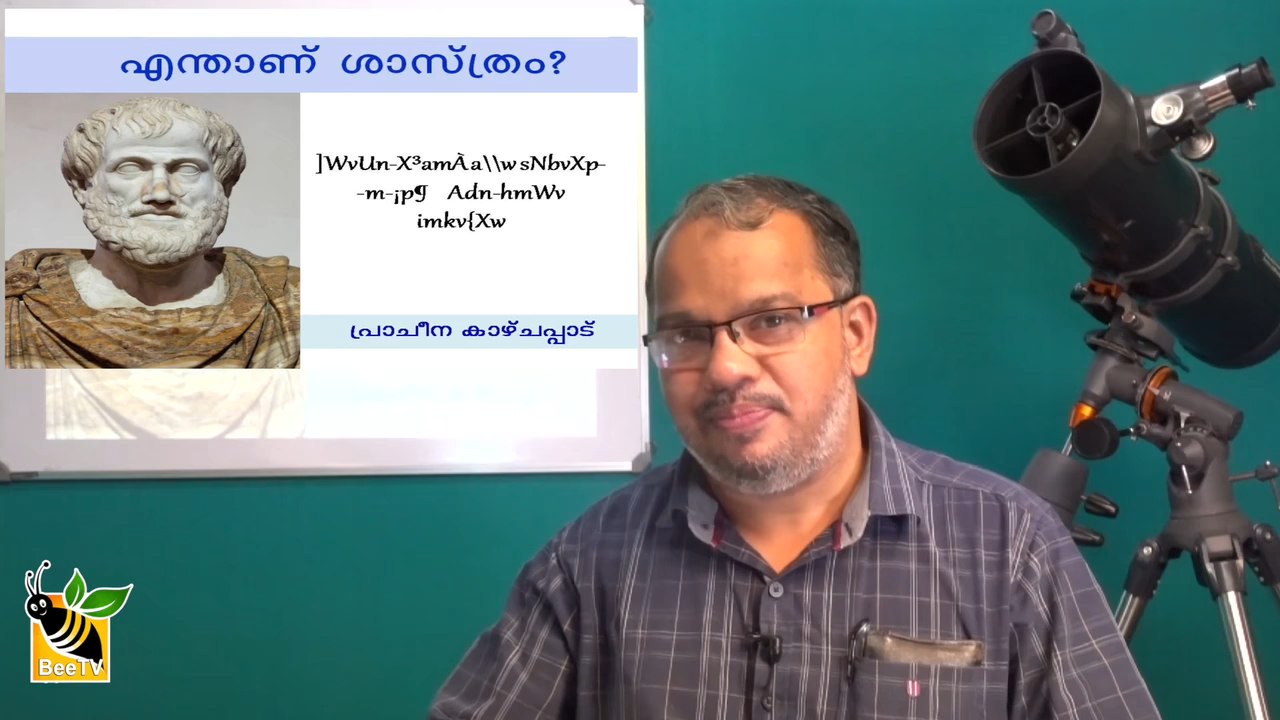 എന്താണ് ശാസ്ത്രം?
]WvUn-X³amÀ a\\w sNbvXp-
-m-¡p¶ Adn-hmWv
imkv{Xw
പ്രാചീന കാഴ്ചപ്പാട്
BeeTV